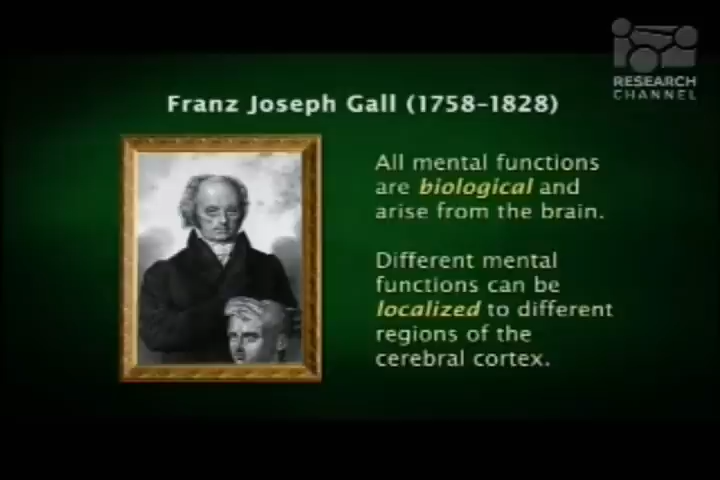 RESEARCH
CHANNEL
Franz Joseph Gall (1758–1828)
All mental functions
are biological and
arise from the brain.
Different mental
functions can be
localized to different
regions of the
cerebral cortex.